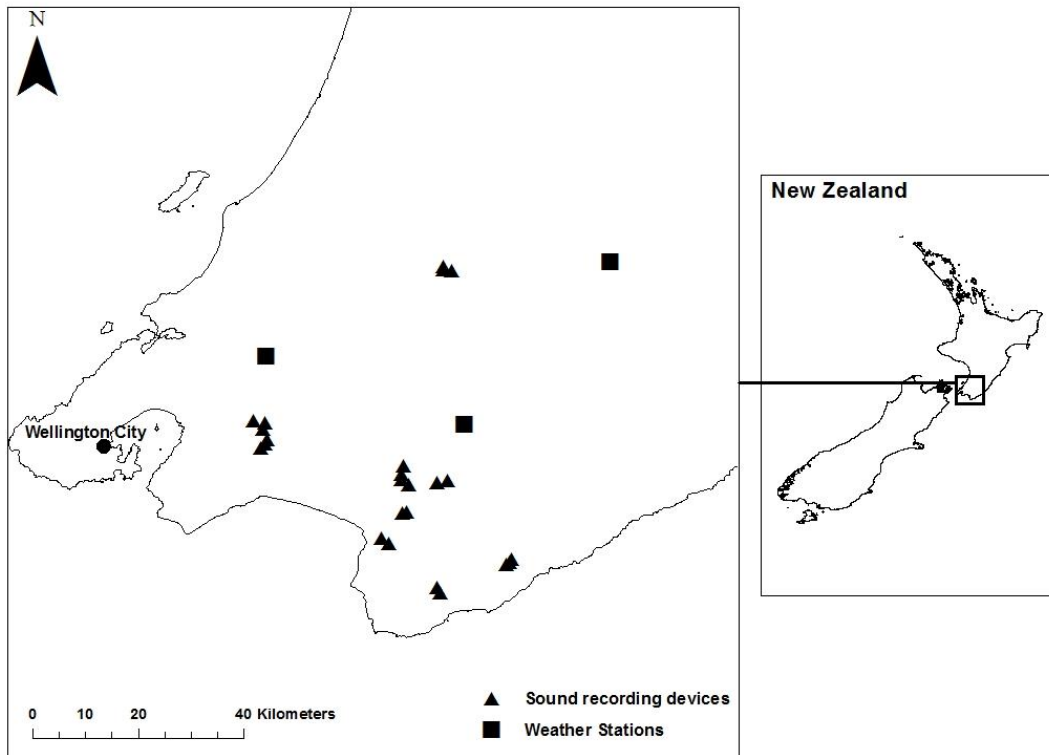 N
New Zealand
Wellington City
Sound recording devices
Weather Stations
0 10 20 40 Kilometers